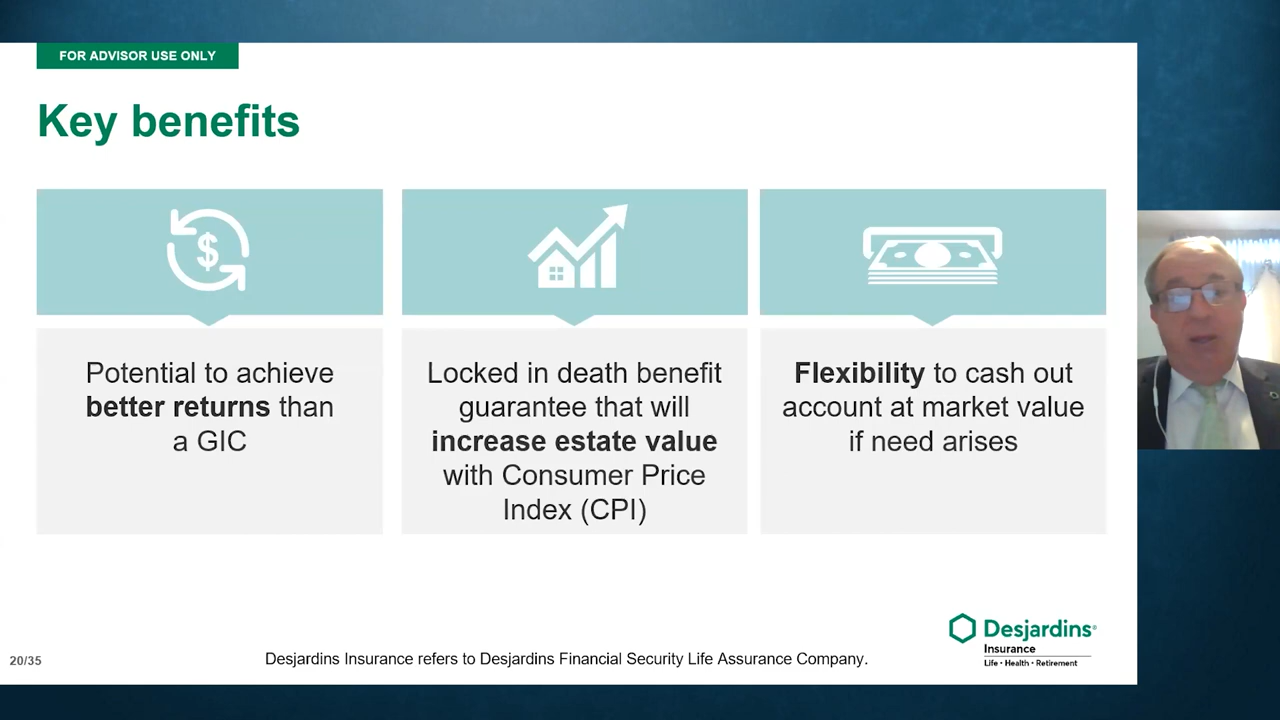 FOR ADVISOR USE ONLY
Key benefits
Potential to achieve
better returns than
a GIC
Locked in death benefit
guarantee that will
increase estate value
with Consumer Price
Index (CPI)
Flexibility to cash out
account at market value
if need arises
Desjardins®
Insurance
Life • Health • Retirement
20/35
Desjardins Insurance refers to Desjardins Financial Security Life Assurance Company.